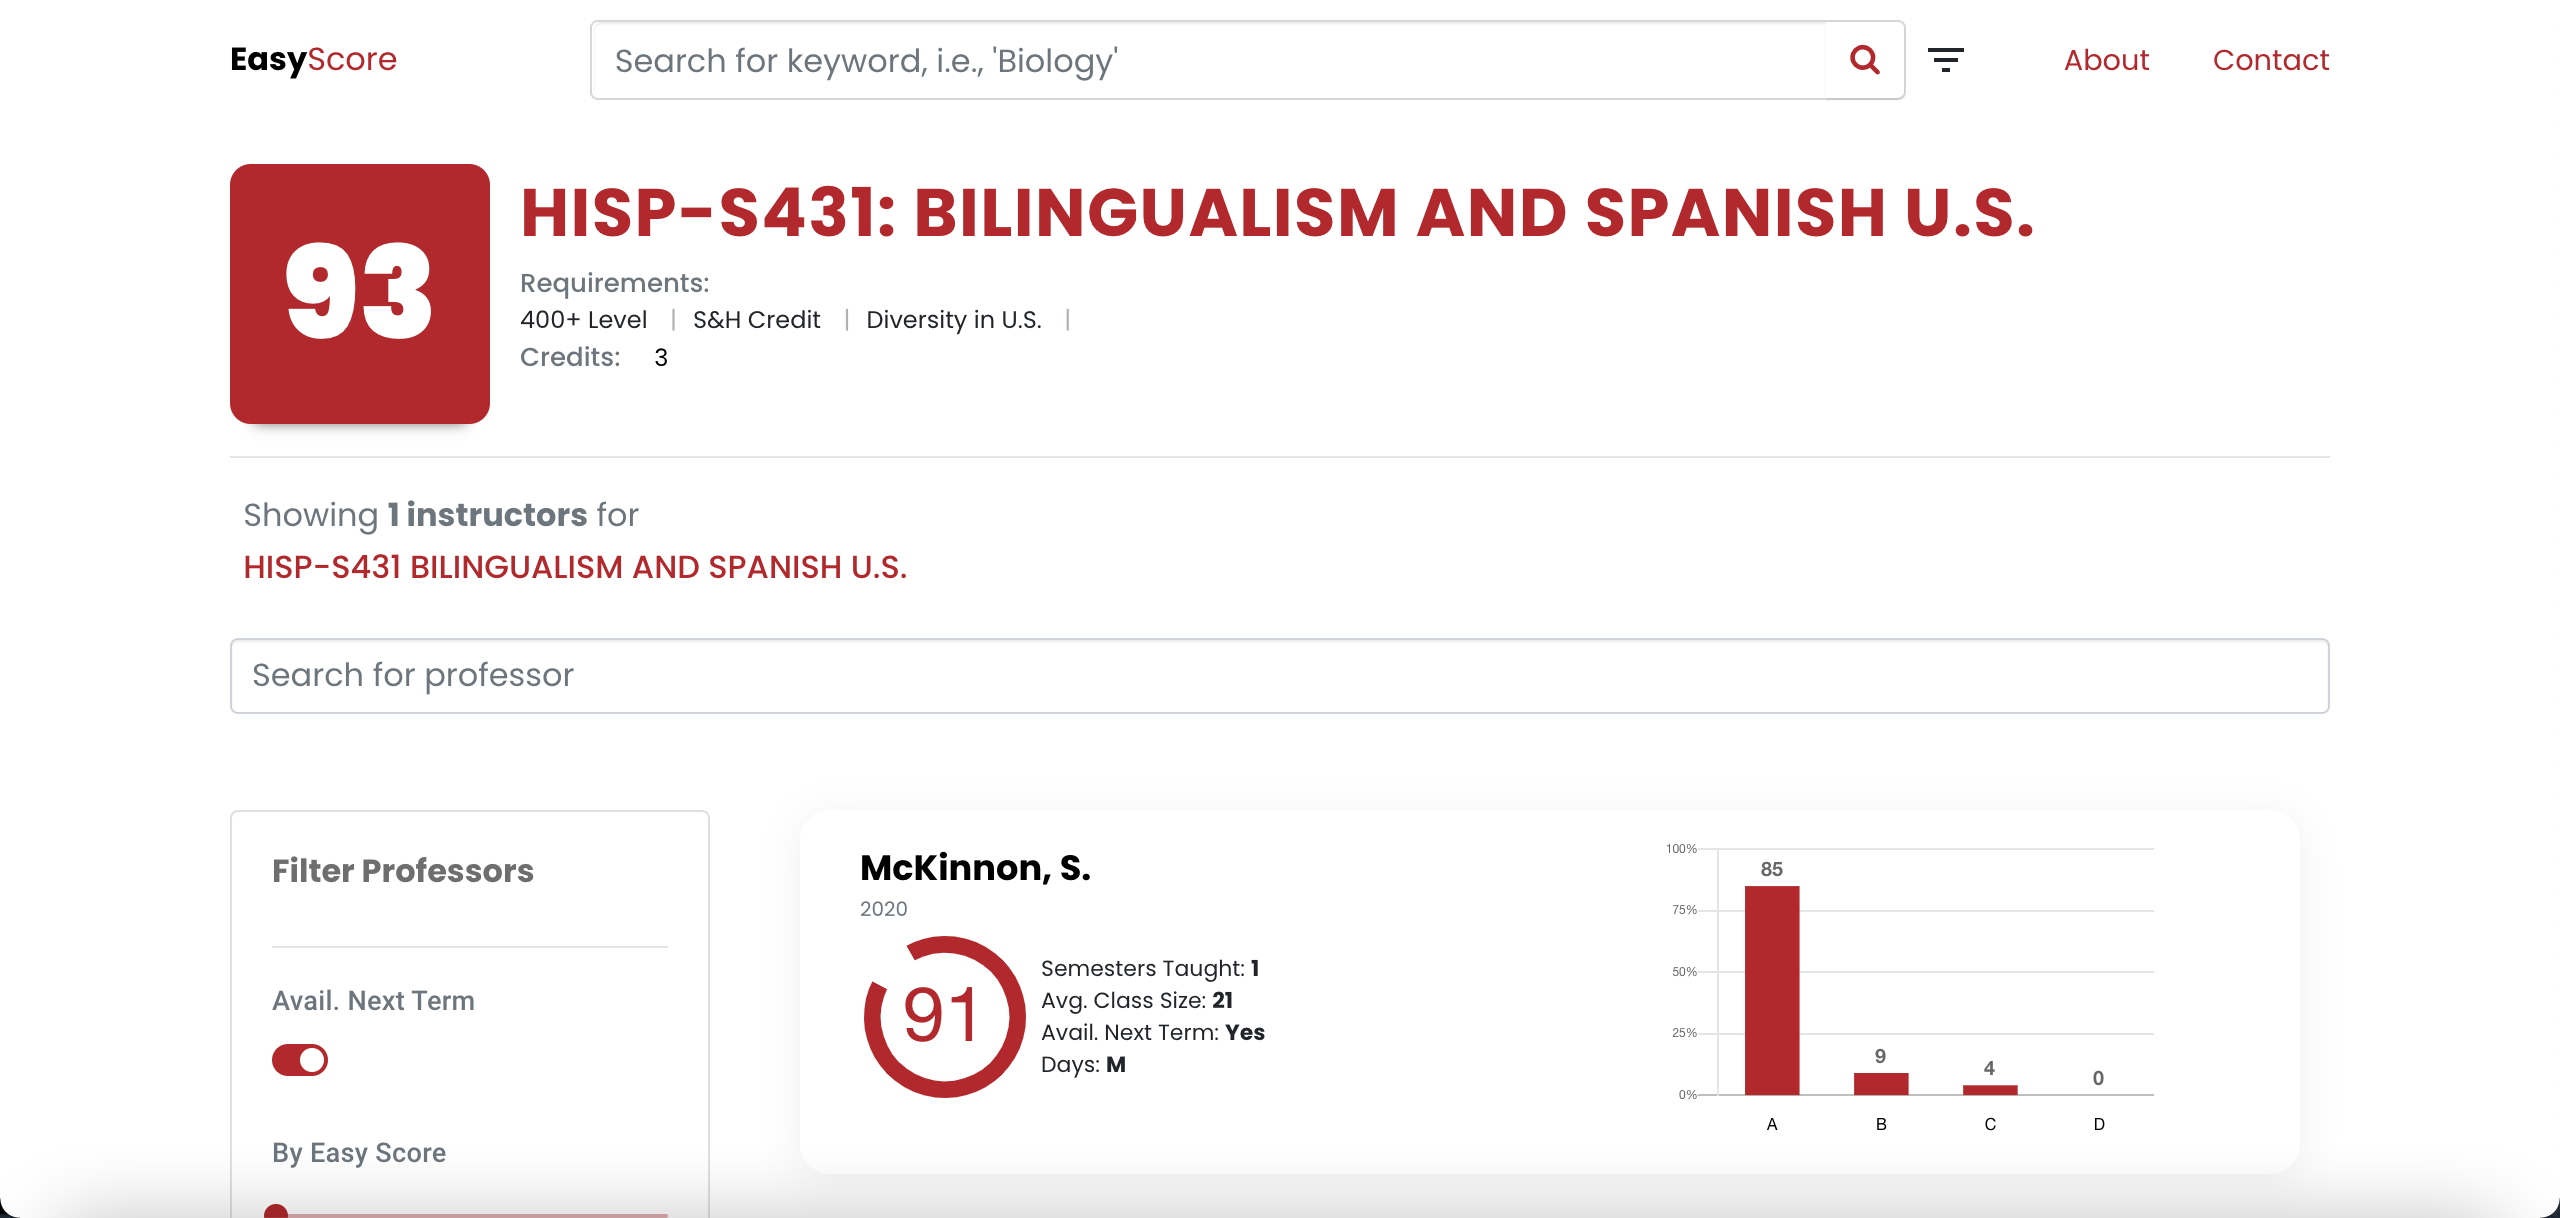 EasyScore
Search for keyword, i.e., 'Biology'
About
Contact
93
HISP-S431: BILINGUALISM AND SPANISH U.S.
Requirements:
400+ Level | S&H Credit | Diversity in U.S. |
Credits: 3
Showing 1 instructors for
HISP-S431 BILINGUALISM AND SPANISH U.S.
Search for professor
Filter Professors
Avail. Next Term
By Easy Score
McKinnon, S.
2020
91
Semesters Taught: 1
Avg. Class Size: 21
Avail. Next Term: Yes
Days: M
100%
75%
50%
25%
0%
85
9
4
0
A
B
C
D